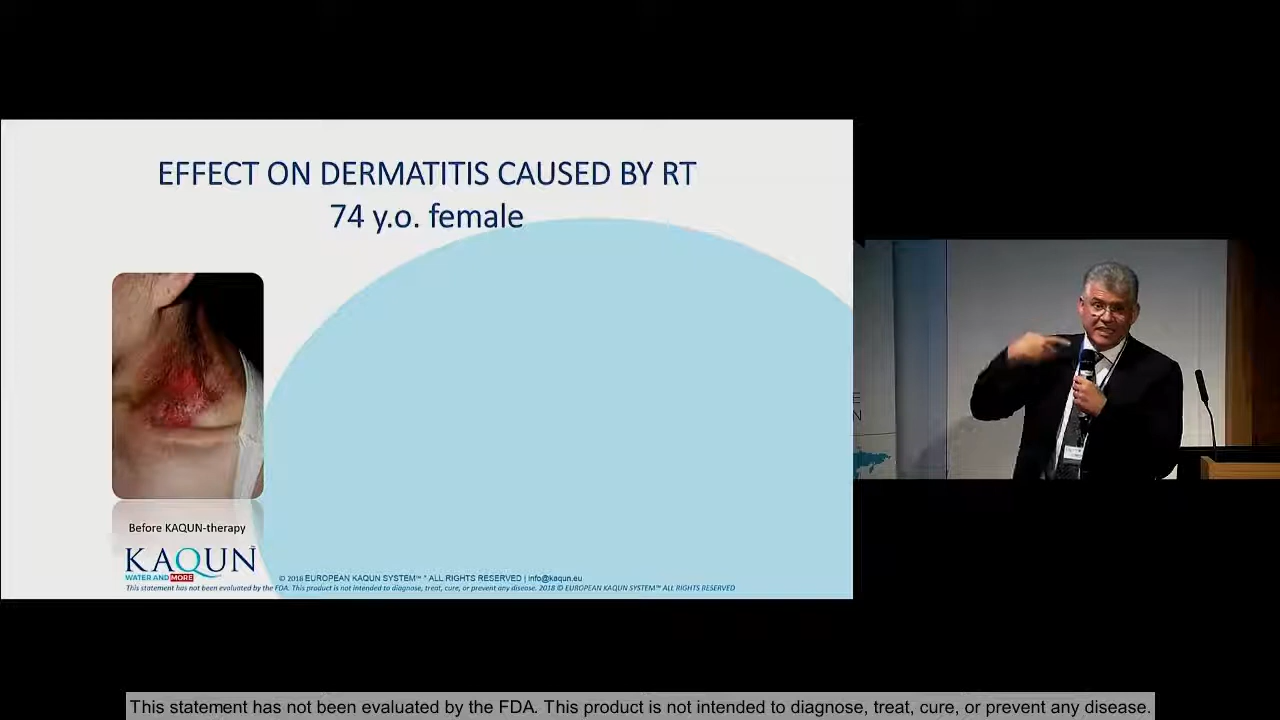 EFFECT ON DERMATITIS CAUSED BY RT
74 y.o. female
Before KAQUN-therapy
KAQUN
WATER AND MORE
© 2018 EUROPEAN KAQUN SYSTEM™ * ALL RIGHTS RESERVED | info@kaqun.eu
This statement has not been evaluated by the FDA. This product is not intended to diagnose, treat, cure, or prevent any disease. 2018 © EUROPEAN KAQUN SYSTEM™ ALL RIGHTS RESERVED
This statement has not been evaluated by the FDA. This product is not intended to diagnose, treat, cure, or prevent any disease.